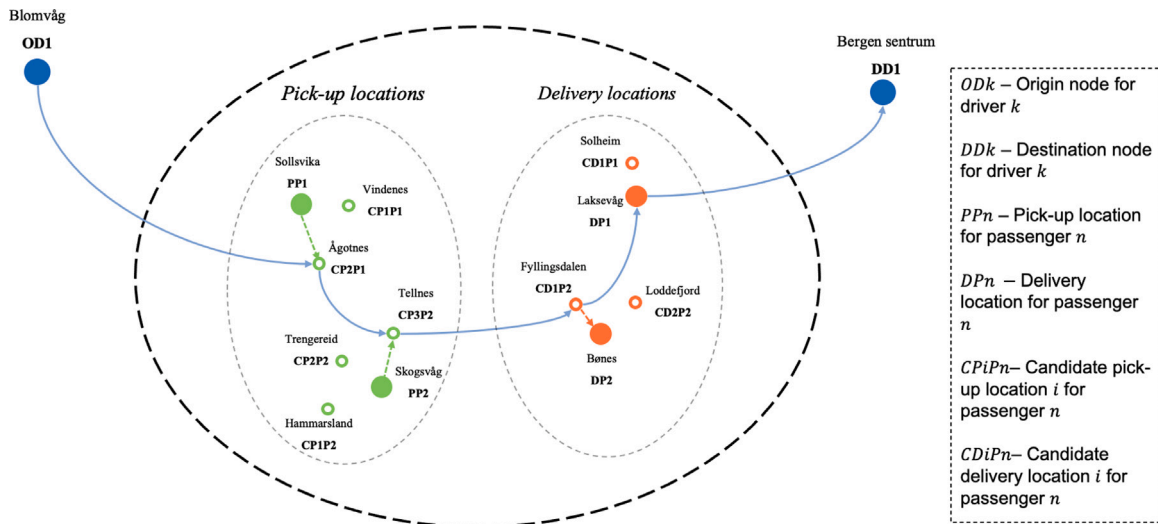 Blomvåg
OD1
Pick-up locations
Sollsvika
PP1
Vindenes
CP1P1
Ågotnes
CP2P1
Tellnes
CP3P2
Trengereid
CP2P2
Skogsvåg
PP2
Hammarsland
CP1P2
Delivery locations
Solheim
CD1P1
Laksevåg
DP1
Fyllingsdalen
CD1P2
Loddefjord
CD2P2
Bønes
DP2
Bergen sentrum
DD1
ODk – Origin node for
driver k
DDk – Destination node
for driver k
PPn – Pick-up location
for passenger n
DPn – Delivery
location for passenger
n
CPiPn– Candidate pick-
up location i for
passenger n
CDiPn– Candidate
delivery location i for
passenger n